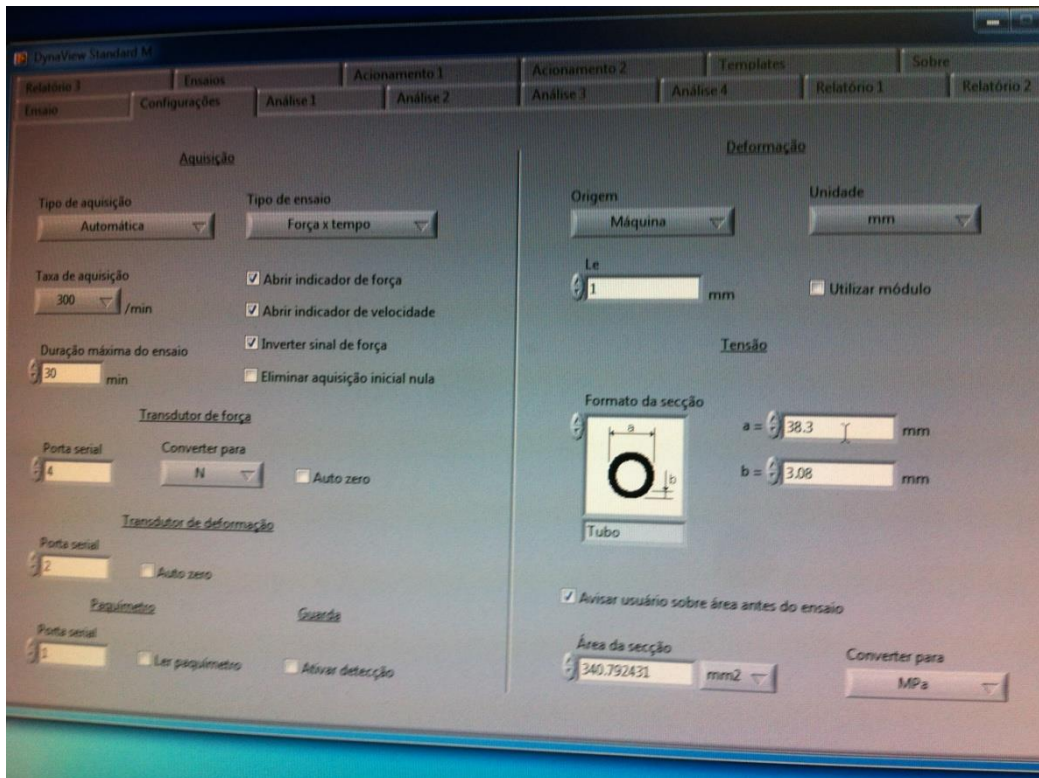 DynaView Standard M
Relatório 3 Ensaios Acionamento 1 Acionamento 2 Templates Sobre
Ensaio Configurações Análise 1 Análise 2 Análise 3 Análise 4 Relatório 1 Relatório 2
Aquisição
Tipo de aquisição Tipo de ensaio
Automática Força x tempo
Taxa de aquisição
300 /min
Abrir indicador de força
Abrir indicador de velocidade
Duração máxima do ensaio
30 min
Inverter sinal de força
Eliminar aquisição inicial nula
Transdutor de força
Porta serial Converter para
4 N Auto zero
Transdutor de deformação
Porta serial
2 Auto zero
Paquímetro Guarda
Porta serial
1 Ler paquímetro Ativar detecção
Deformação
Origem Unidade
Máquina mm
Le
1 mm Utilizar módulo
Tensão
Formato da secção
a
b
Tubo
a = 38.3 mm
b = 3.08 mm
Avisar usuário sobre área antes do ensaio
Área da secção Converter para
340.792431 mm2 MPa